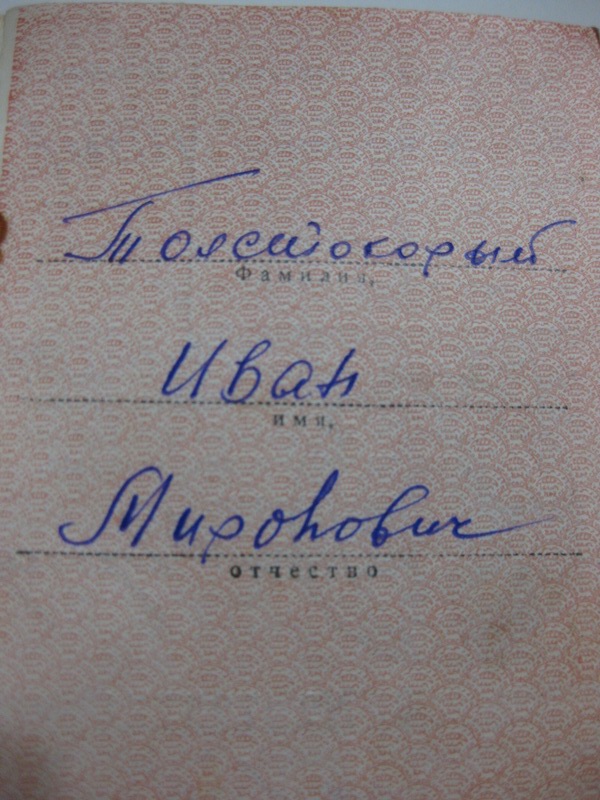 Толстокорый
Фамилия,
Иван
имя,
Миронович
отчество